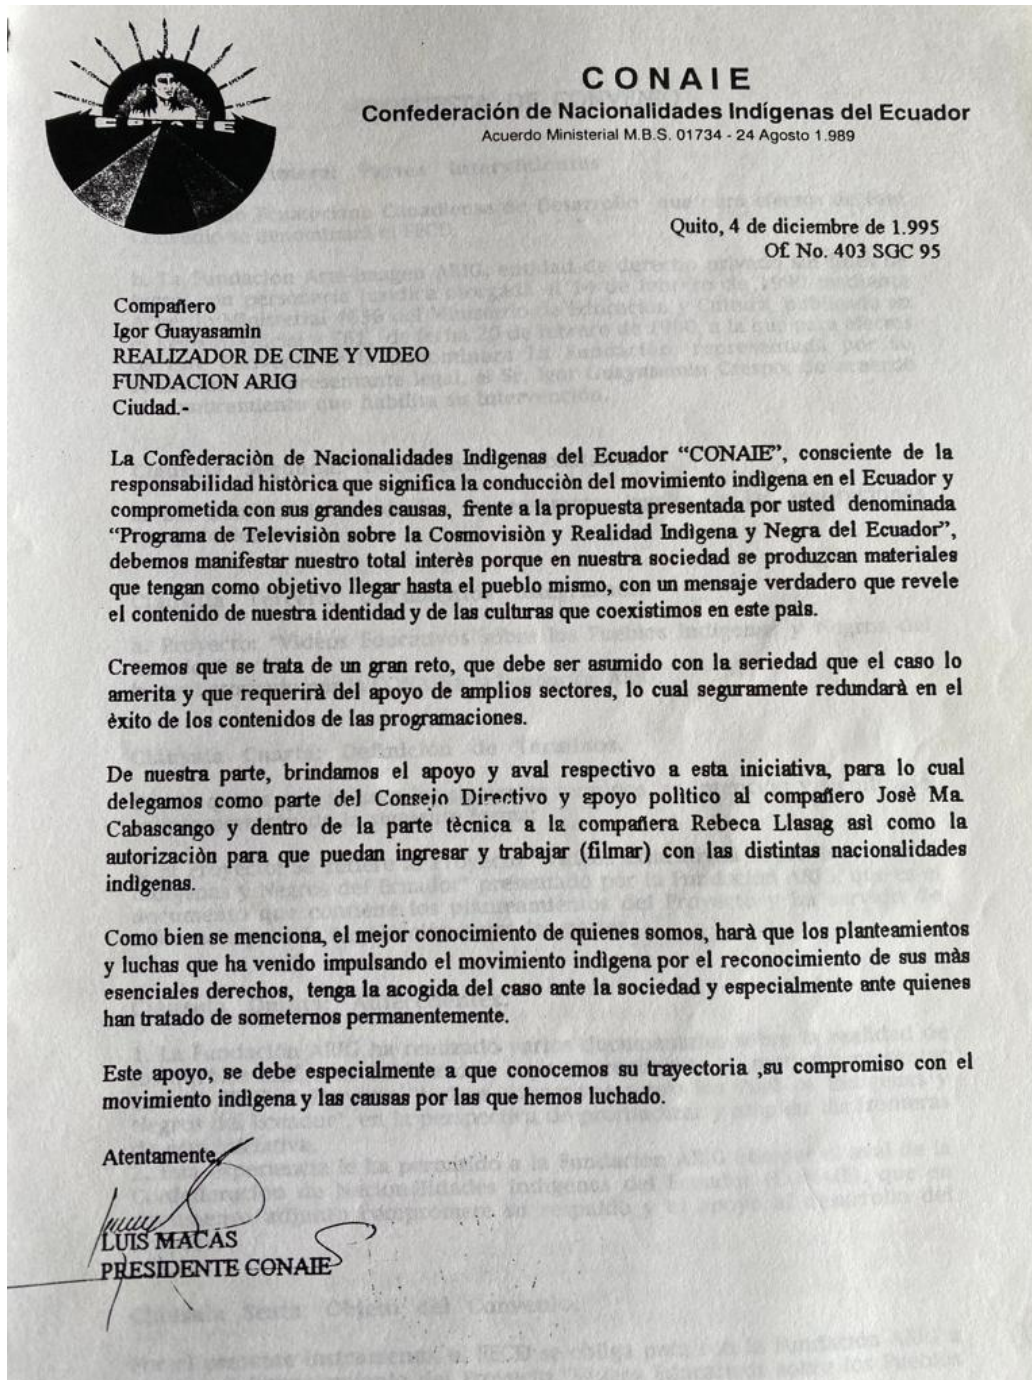 CONAIE
CONAIE
Confederación de Nacionalidades Indígenas del Ecuador
Acuerdo Ministerial M.B.S. 01734 - 24 Agosto 1.989
Quito, 4 de diciembre de 1.995
Of. No. 403 SGC 95
Compañero
Igor Guayasamìn
REALIZADOR DE CINE Y VIDEO
FUNDACION ARIG
Ciudad.-
La Confederaciòn de Nacionalidades Indìgenas del Ecuador “CONAIE”, consciente de la
responsabilidad històrica que significa la conducciòn del movimiento indìgena en el Ecuador y
comprometida con sus grandes causas, frente a la propuesta presentada por usted denominada
“Programa de Televisiòn sobre la Cosmovisiòn y Realidad Indìgena y Negra del Ecuador”,
debemos manifestar nuestro total interès porque en nuestra sociedad se produzcan materiales
que tengan como objetivo llegar hasta el pueblo mismo, con un mensaje verdadero que revele
el contenido de nuestra identidad y de las culturas que coexistimos en este paìs.
Creemos que se trata de un gran reto, que debe ser asumido con la seriedad que el caso lo
amerita y que requerirà del apoyo de amplios sectores, lo cual seguramente redundarà en el
èxito de los contenidos de las programaciones.
De nuestra parte, brindamos el apoyo y aval respectivo a esta iniciativa, para lo cual
delegamos como parte del Consejo Directivo y apoyo polìtico al compañero Josè Ma.
Cabascango y dentro de la parte tècnica a la compañera Rebeca Llasag asì como la
autorizaciòn para que puedan ingresar y trabajar (filmar) con las distintas nacionalidades
indìgenas.
Como bien se menciona, el mejor conocimiento de quienes somos, harà que los planteamientos
y luchas que ha venido impulsando el movimiento indìgena por el reconocimiento de sus màs
esenciales derechos, tenga la acogida del caso ante la sociedad y especialmente ante quienes
han tratado de someternos permanentemente.
Este apoyo, se debe especialmente a que conocemos su trayectoria ,su compromiso con el
movimiento indìgena y las causas por las que hemos luchado.
Atentamente,
LUIS MACAS
PRESIDENTE CONAIE